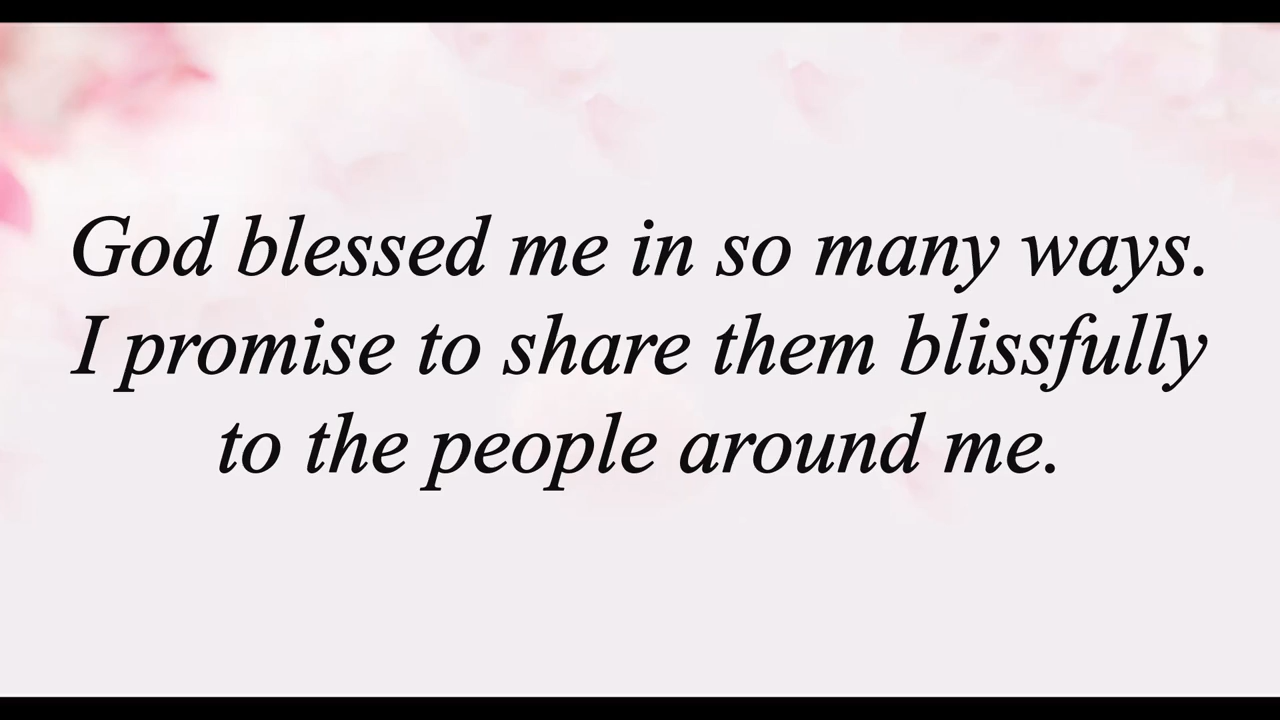 God blessed me in so many ways.
I promise to share them blissfully
to the people around me.